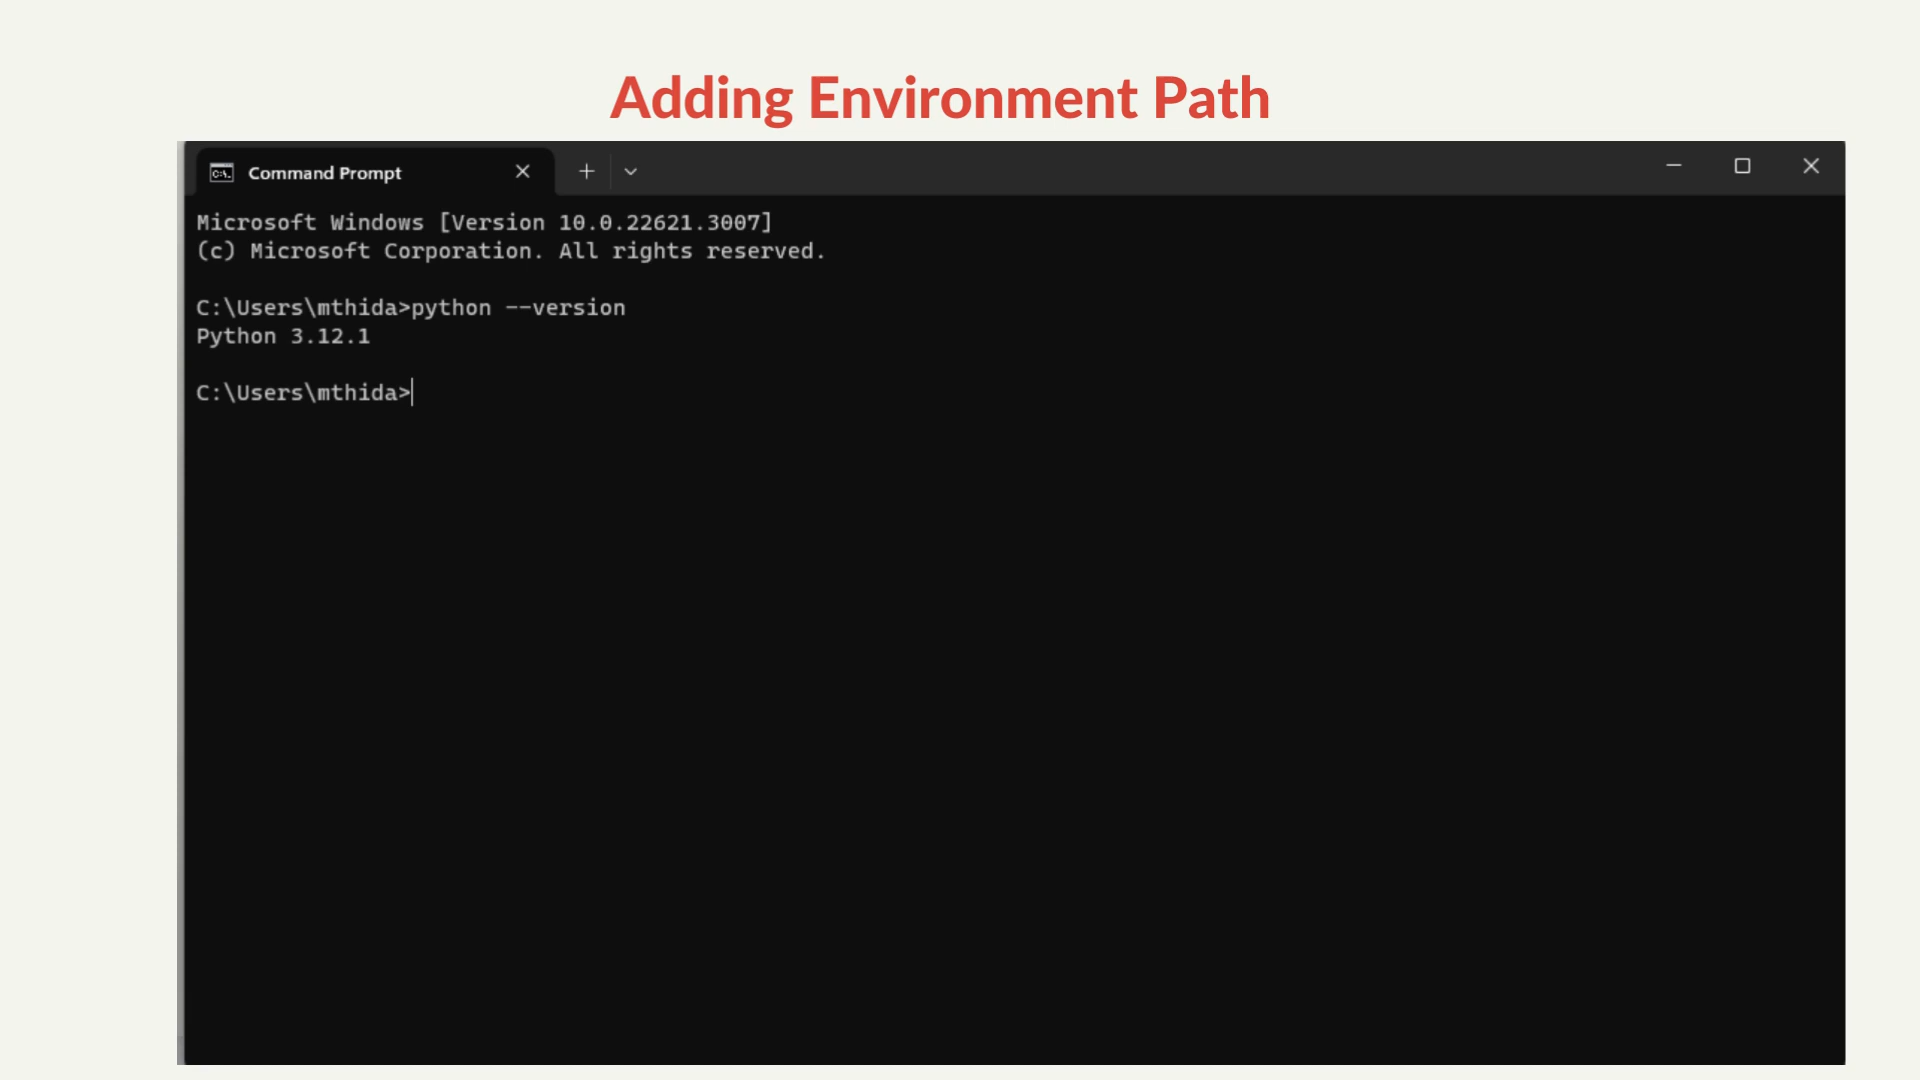 Adding Environment Path
Command Prompt
Microsoft Windows [Version 10.0.22621.3007]
(c) Microsoft Corporation. All rights reserved.
C:\Users\mthida>python --version
Python 3.12.1
C:\Users\mthida>